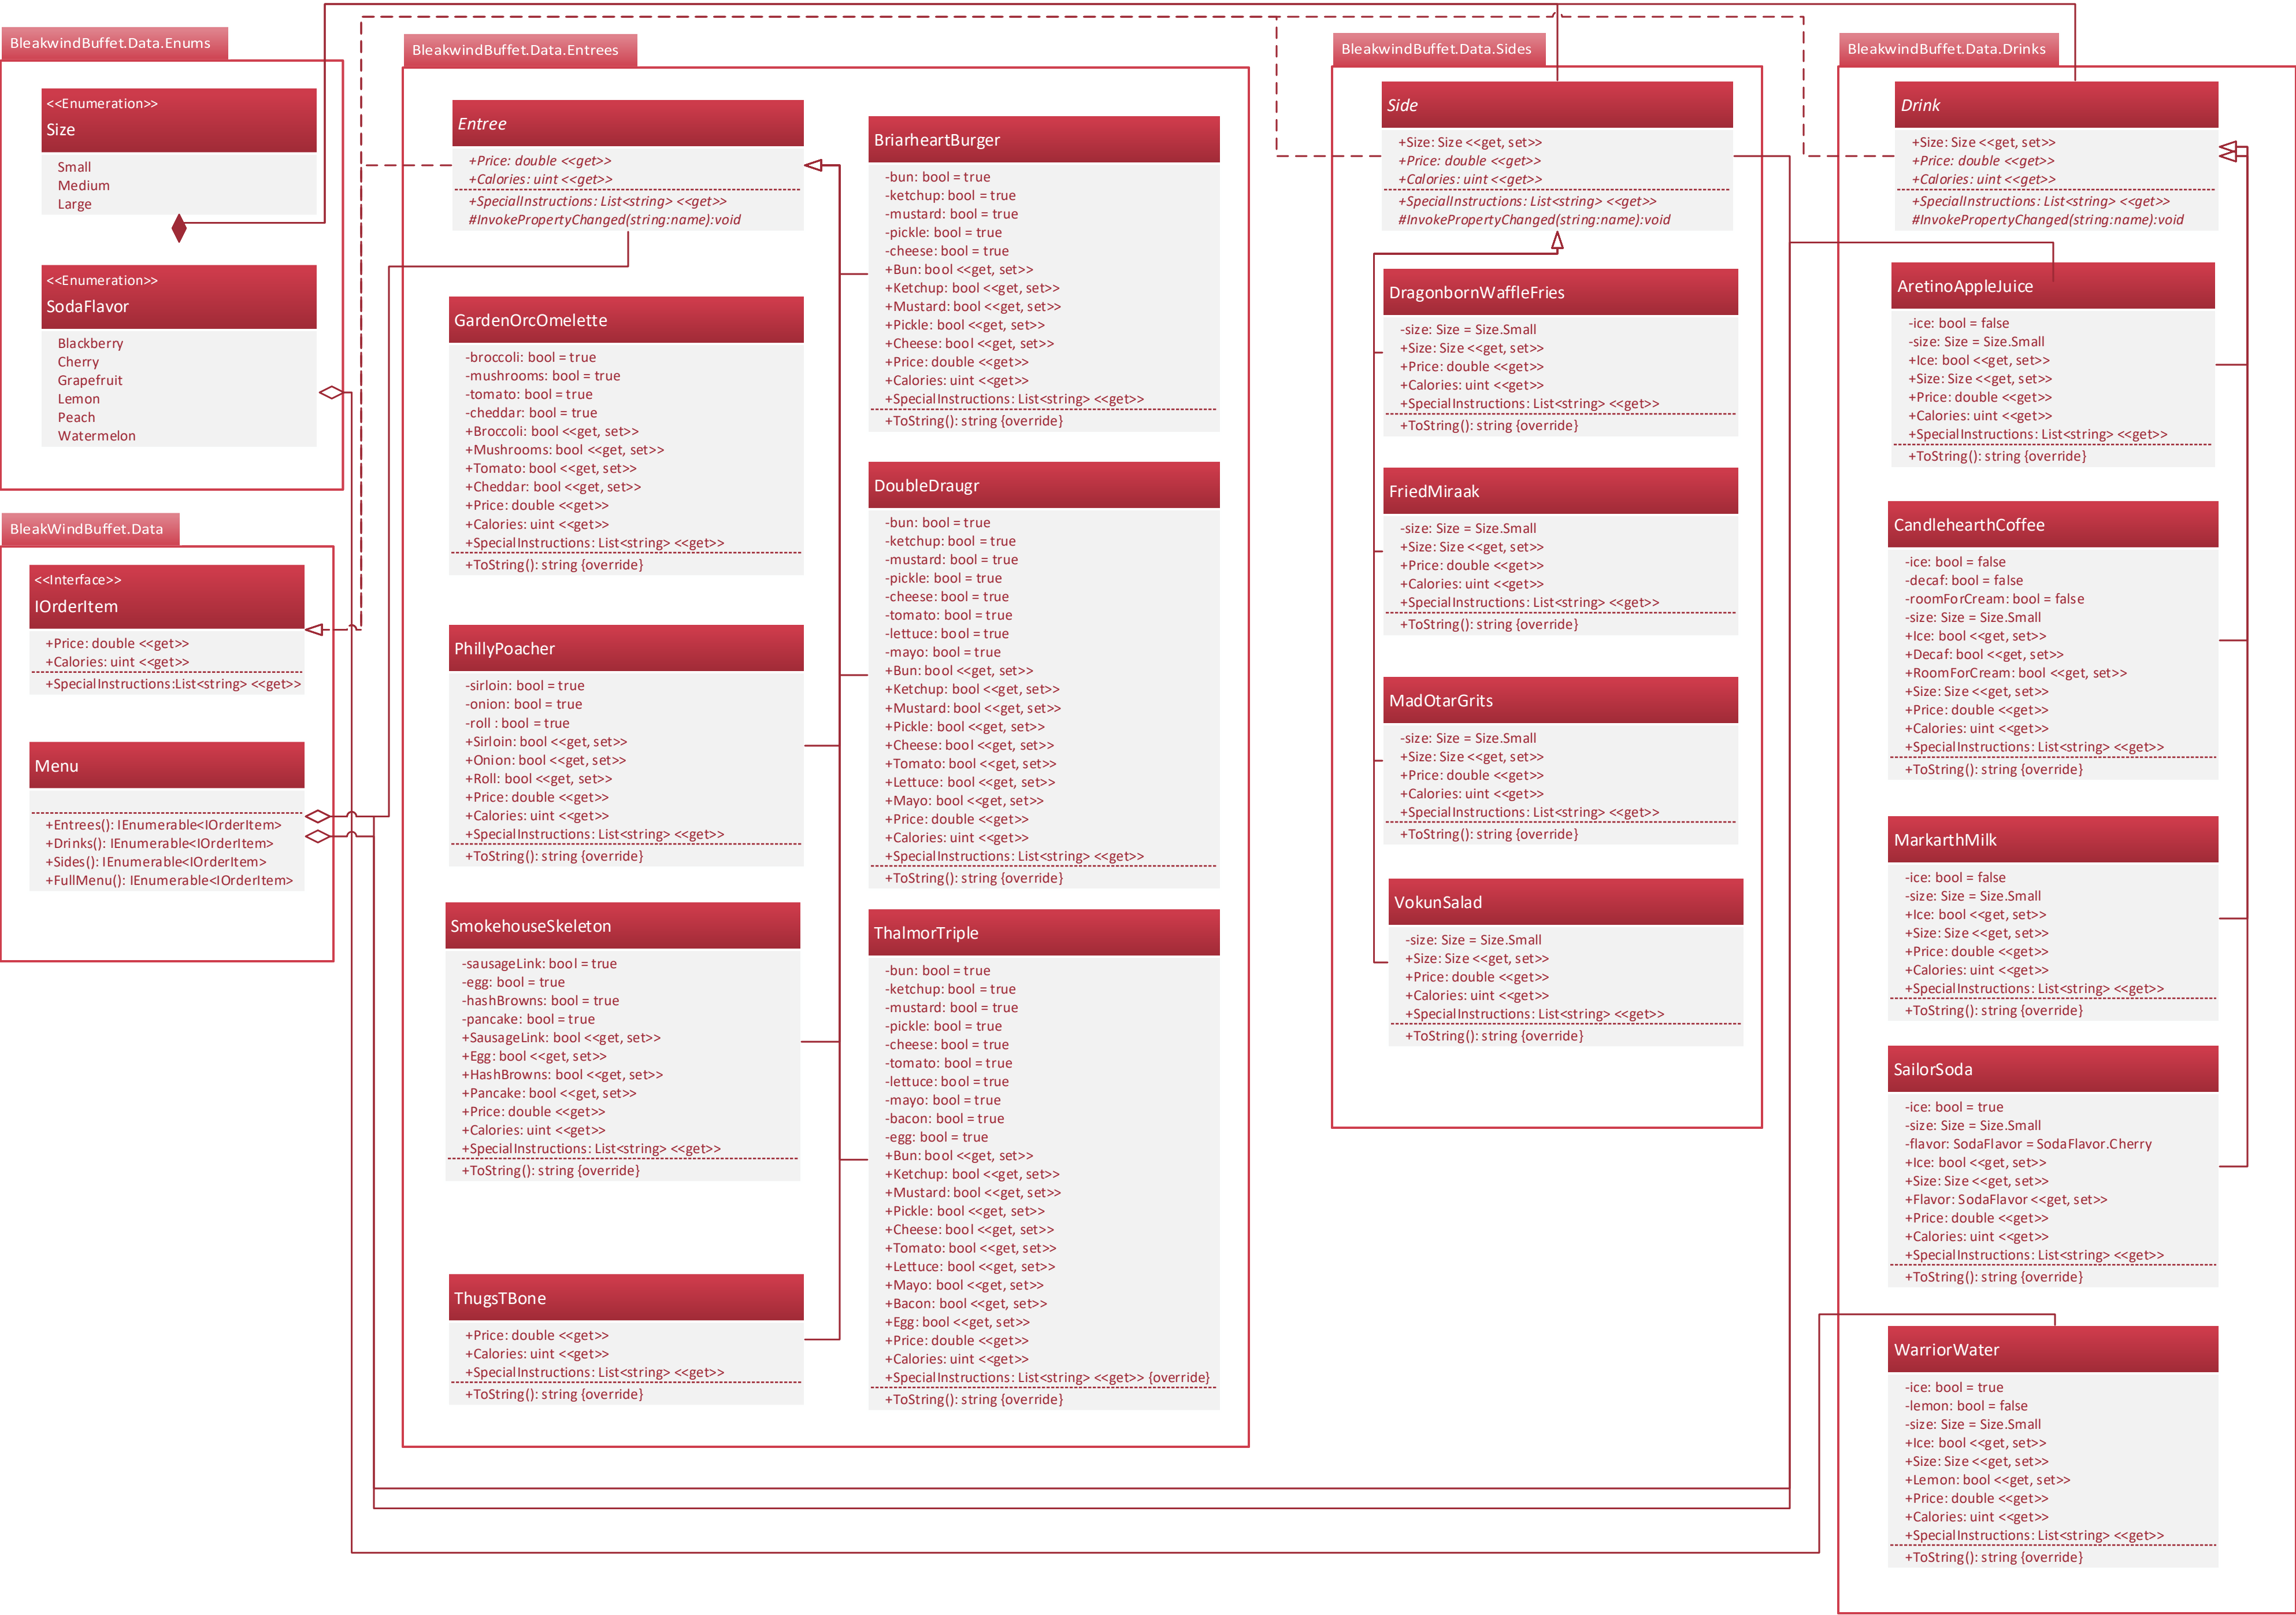 BleakwindBuffet.Data.Enums
<<Enumeration>>
Size
Small
Medium
Large
<<Enumeration>>
SodaFlavor
Blackberry
Cherry
Grapefruit
Lemon
Peach
Watermelon
BleakWindBuffet.Data
<<Interface>>
IOrderItem
+Price: double <<get>>
+Calories: uint <<get>>
+SpecialInstructions:List<string> <<get>>
Menu
+Entrees(): IEnumerable<IOrderItem>
+Drinks(): IEnumerable<IOrderItem>
+Sides(): IEnumerable<IOrderItem>
+FullMenu(): IEnumerable<IOrderItem>
BleakwindBuffet.Data.Entrees
Entree
+Price: double <<get>>
+Calories: uint <<get>>
+SpecialInstructions: List<string> <<get>>
#InvokePropertyChanged(string:name):void
GardenOrcOmelette
-broccoli: bool = true
-mushrooms: bool = true
-tomato: bool = true
-cheddar: bool = true
+Broccoli: bool <<get, set>>
+Mushrooms: bool <<get, set>>
+Tomato: bool <<get, set>>
+Cheddar: bool <<get, set>>
+Price: double <<get>>
+Calories: uint <<get>>
+SpecialInstructions: List<string> <<get>>
+ToString(): string {override}
PhillyPoacher
-sirloin: bool = true
-onion: bool = true
-roll : bool = true
+Sirloin: bool <<get, set>>
+Onion: bool <<get, set>>
+Roll: bool <<get, set>>
+Price: double <<get>>
+Calories: uint <<get>>
+SpecialInstructions: List<string> <<get>>
+ToString(): string {override}
SmokehouseSkeleton
-sausageLink: bool = true
-egg: bool = true
-hashBrowns: bool = true
-pancake: bool = true
+SausageLink: bool <<get, set>>
+Egg: bool <<get, set>>
+HashBrowns: bool <<get, set>>
+Pancake: bool <<get, set>>
+Price: double <<get>>
+Calories: uint <<get>>
+SpecialInstructions: List<string> <<get>>
+ToString(): string {override}
ThugsTBone
+Price: double <<get>>
+Calories: uint <<get>>
+SpecialInstructions: List<string> <<get>>
+ToString(): string {override}
BriarheartBurger
-bun: bool = true
-ketchup: bool = true
-mustard: bool = true
-pickle: bool = true
-cheese: bool = true
+Bun: bool <<get, set>>
+Ketchup: bool <<get, set>>
+Mustard: bool <<get, set>>
+Pickle: bool <<get, set>>
+Cheese: bool <<get, set>>
+Price: double <<get>>
+Calories: uint <<get>>
+SpecialInstructions: List<string> <<get>>
+ToString(): string {override}
DoubleDraugr
-bun: bool = true
-ketchup: bool = true
-mustard: bool = true
-pickle: bool = true
-cheese: bool = true
-tomato: bool = true
-lettuce: bool = true
-mayo: bool = true
+Bun: bool <<get, set>>
+Ketchup: bool <<get, set>>
+Mustard: bool <<get, set>>
+Pickle: bool <<get, set>>
+Cheese: bool <<get, set>>
+Tomato: bool <<get, set>>
+Lettuce: bool <<get, set>>
+Mayo: bool <<get, set>>
+Price: double <<get>>
+Calories: uint <<get>>
+SpecialInstructions: List<string> <<get>>
+ToString(): string {override}
ThalmorTriple
-bun: bool = true
-ketchup: bool = true
-mustard: bool = true
-pickle: bool = true
-cheese: bool = true
-tomato: bool = true
-lettuce: bool = true
-mayo: bool = true
-bacon: bool = true
-egg: bool = true
+Bun: bool <<get, set>>
+Ketchup: bool <<get, set>>
+Mustard: bool <<get, set>>
+Pickle: bool <<get, set>>
+Cheese: bool <<get, set>>
+Tomato: bool <<get, set>>
+Lettuce: bool <<get, set>>
+Mayo: bool <<get, set>>
+Bacon: bool <<get, set>>
+Egg: bool <<get, set>>
+Price: double <<get>>
+Calories: uint <<get>>
+SpecialInstructions: List<string> <<get>> {override}
+ToString(): string {override}
BleakwindBuffet.Data.Sides
Side
+Size: Size <<get, set>>
+Price: double <<get>>
+Calories: uint <<get>>
+SpecialInstructions: List<string> <<get>>
#InvokePropertyChanged(string:name):void
DragonbornWaffleFries
-size: Size = Size.Small
+Size: Size <<get, set>>
+Price: double <<get>>
+Calories: uint <<get>>
+SpecialInstructions: List<string> <<get>>
+ToString(): string {override}
FriedMiraak
-size: Size = Size.Small
+Size: Size <<get, set>>
+Price: double <<get>>
+Calories: uint <<get>>
+SpecialInstructions: List<string> <<get>>
+ToString(): string {override}
MadOtarGrits
-size: Size = Size.Small
+Size: Size <<get, set>>
+Price: double <<get>>
+Calories: uint <<get>>
+SpecialInstructions: List<string> <<get>>
+ToString(): string {override}
VokunSalad
-size: Size = Size.Small
+Size: Size <<get, set>>
+Price: double <<get>>
+Calories: uint <<get>>
+SpecialInstructions: List<string> <<get>>
+ToString(): string {override}
BleakwindBuffet.Data.Drinks
Drink
+Size: Size <<get, set>>
+Price: double <<get>>
+Calories: uint <<get>>
+SpecialInstructions: List<string> <<get>>
#InvokePropertyChanged(string:name):void
AretinoAppleJuice
-ice: bool = false
-size: Size = Size.Small
+Ice: bool <<get, set>>
+Size: Size <<get, set>>
+Price: double <<get>>
+Calories: uint <<get>>
+SpecialInstructions: List<string> <<get>>
+ToString(): string {override}
CandlehearthCoffee
-ice: bool = false
-decaf: bool = false
-roomForCream: bool = false
-size: Size = Size.Small
+Ice: bool <<get, set>>
+Decaf: bool <<get, set>>
+RoomForCream: bool <<get, set>>
+Size: Size <<get, set>>
+Price: double <<get>>
+Calories: uint <<get>>
+SpecialInstructions: List<string> <<get>>
+ToString(): string {override}
MarkarthMilk
-ice: bool = false
-size: Size = Size.Small
+Ice: bool <<get, set>>
+Size: Size <<get, set>>
+Price: double <<get>>
+Calories: uint <<get>>
+SpecialInstructions: List<string> <<get>>
+ToString(): string {override}
SailorSoda
-ice: bool = true
-size: Size = Size.Small
-flavor: SodaFlavor = SodaFlavor.Cherry
+Ice: bool <<get, set>>
+Size: Size <<get, set>>
+Flavor: SodaFlavor <<get, set>>
+Price: double <<get>>
+Calories: uint <<get>>
+SpecialInstructions: List<string> <<get>>
+ToString(): string {override}
WarriorWater
-ice: bool = true
-lemon: bool = false
-size: Size = Size.Small
+Ice: bool <<get, set>>
+Size: Size <<get, set>>
+Lemon: bool <<get, set>>
+Price: double <<get>>
+Calories: uint <<get>>
+SpecialInstructions: List<string> <<get>>
+ToString(): string {override}